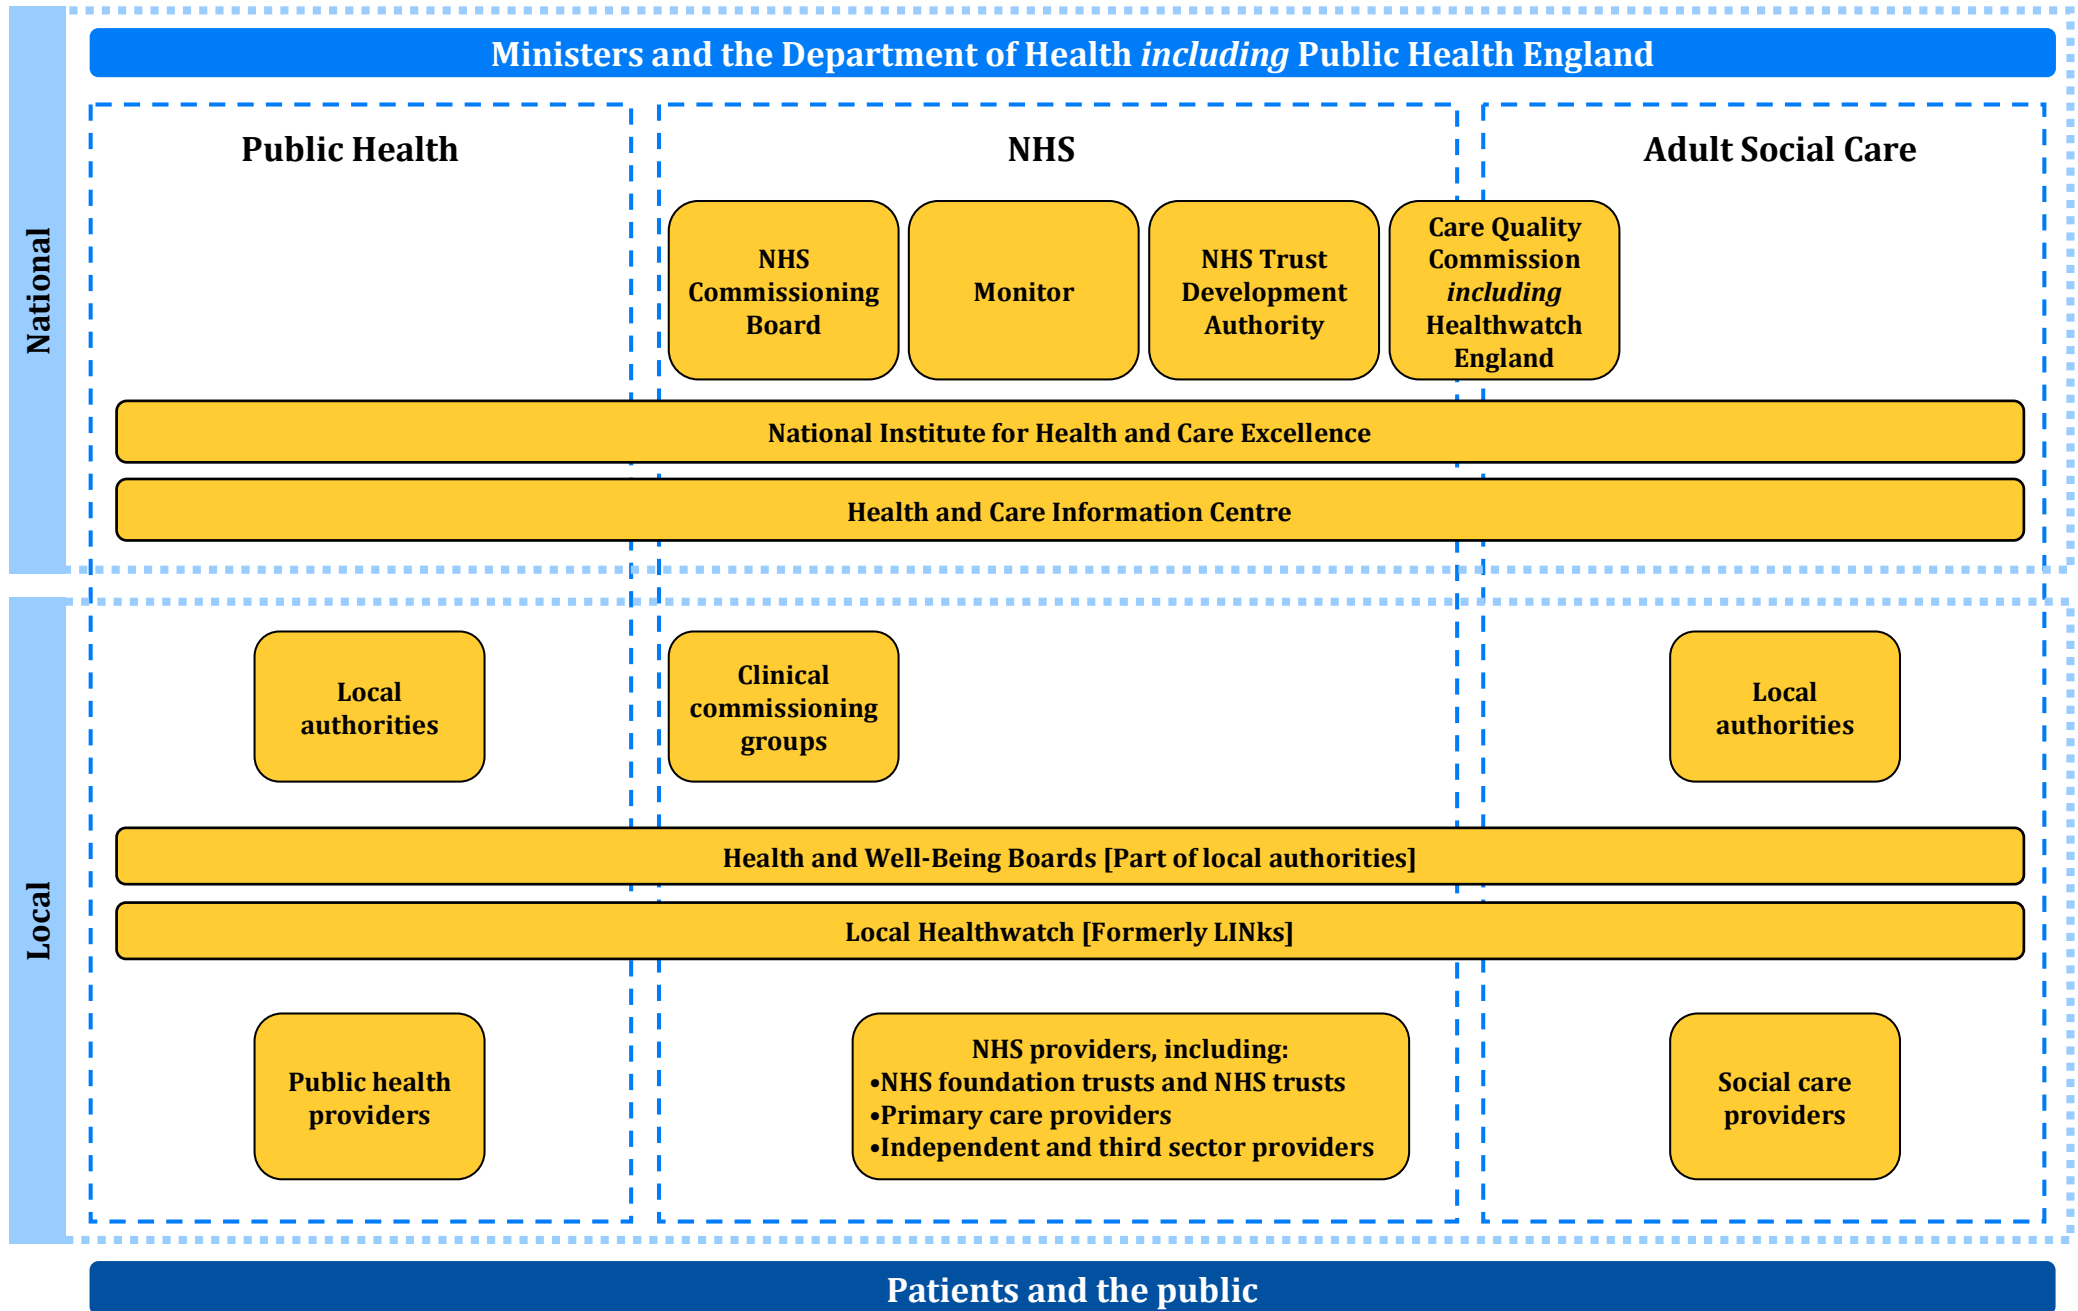 Ministers and the Department of Health including Public Health England
National
Public Health
NHS
Adult Social Care
NHS
Commissioning
Board
Monitor
NHS Trust
Development
Authority
Care Quality
Commission
including
Healthwatch
England
National Institute for Health and Care Excellence
Health and Care Information Centre
Local
Local
authorities
Clinical
commissioning
groups
Local
authorities
Health and Well-Being Boards [Part of local authorities]
Local Healthwatch [Formerly LINks]
Public health
providers
NHS providers, including:
•NHS foundation trusts and NHS trusts
•Primary care providers
•Independent and third sector providers
Social care
providers
Patients and the public